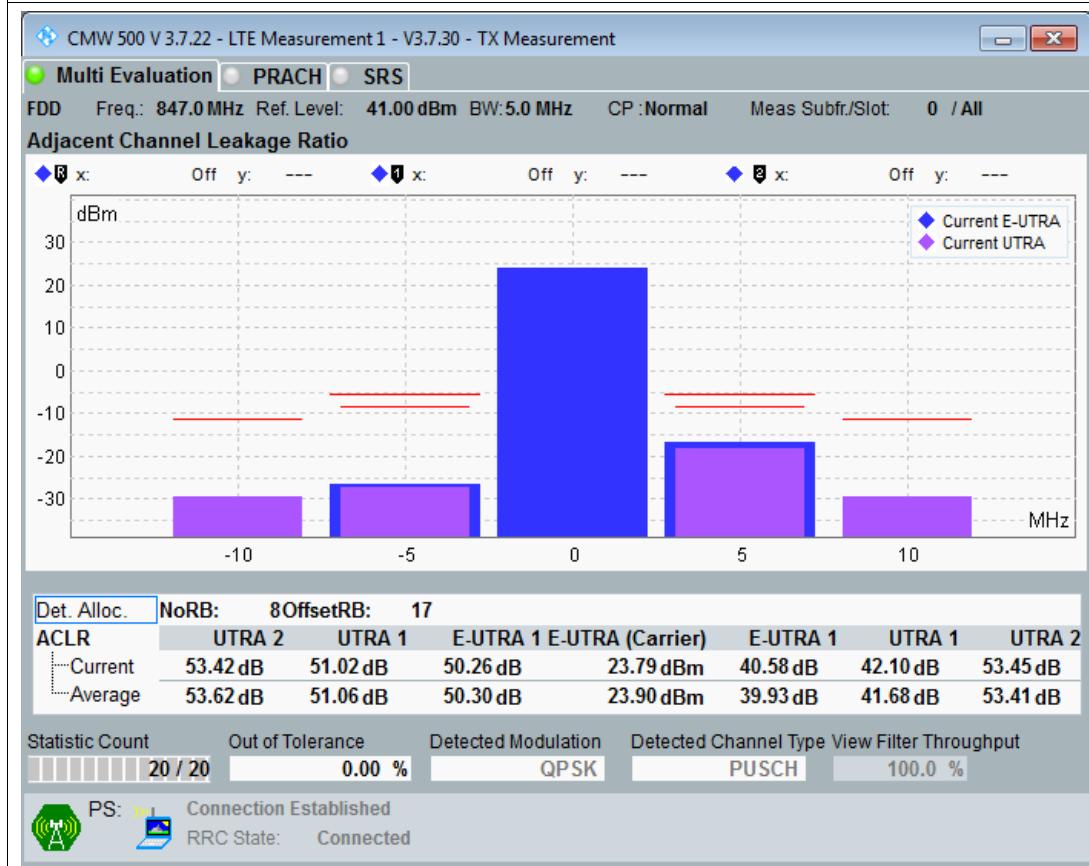 CMW 500 V 3.7.22 - LTE Measurement 1 - V3.7.30 - TX Measurement
Multi Evaluation PRACH SRS
FDD Freq.: 847.0 MHz Ref. Level: 41.00 dBm BW: 5.0 MHz CP : Normal Meas Subfr./Slot: 0 / All
Adjacent Channel Leakage Ratio
R x: Off y: --- 1 x: Off y: --- 2 x: Off y: ---
dBm
Current E-UTRA
Current UTRA
30
20
10
0
-10
-20
-30
MHz
-10 -5 0 5 10
Det. Alloc. NoRB: 8 OffsetRB: 17
ACLR UTRA 2 UTRA 1 E-UTRA 1 E-UTRA (Carrier) E-UTRA 1 UTRA 1 UTRA 2
Current 53.42 dB 51.02 dB 50.26 dB 23.79 dBm 40.58 dB 42.10 dB 53.45 dB
Average 53.62 dB 51.06 dB 50.30 dB 23.90 dBm 39.93 dB 41.68 dB 53.41 dB
Statistic Count Out of Tolerance Detected Modulation Detected Channel Type View Filter Throughput
20 / 20 0.00 % QPSK PUSCH 100.0 %
PS: Connection Established
RRC State: Connected